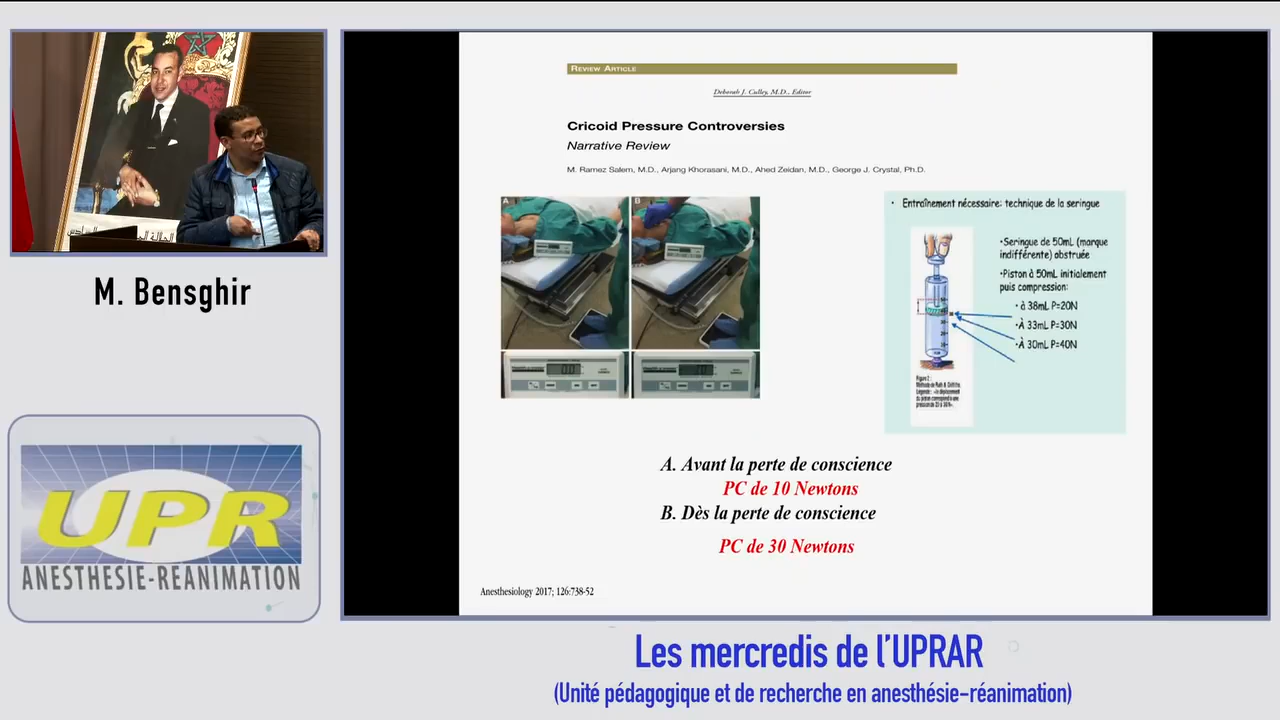 M. Bensghir
UPR
ANESTHESIE-REANIMATION
REVIEW ARTICLE
Deborah J. Culley, M.D., Editor
Cricoid Pressure Controversies
Narrative Review
M. Ramez Salem, M.D., Arjang Khorasani, M.D., Ahed Zeidan, M.D., George J. Crystal, Ph.D.
A
B
• Entraînement nécessaire: technique de la seringue
•Seringue de 50mL (marque
indifférente) obstruée
•Piston à 50mL initialement
puis compression:
• à 38mL P=20N
•À 33mL P=30N
•À 30mL P=40N
Figure 2 :
A. Avant la perte de conscience
PC de 10 Newtons
B. Dès la perte de conscience
PC de 30 Newtons
Anesthesiology 2017; 126:738-52
Les mercredis de l'UPRAR
(Unité pédagogique et de recherche en anesthésie-réanimation)